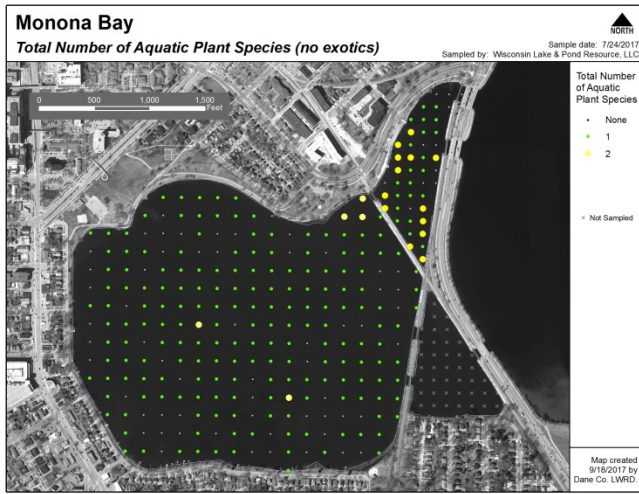 Monona Bay
Total Number of Aquatic Plant Species (no exotics)
NORTH
Sample date: 7/24/2017
Sampled by: Wisconsin Lake & Pond Resource, LLC
0 500 1,000 1,500
Feet
Total Number
of Aquatic
Plant Species
None
1
2
× Not Sampled
Map created
9/18/2017 by
Dane Co. LWRD.